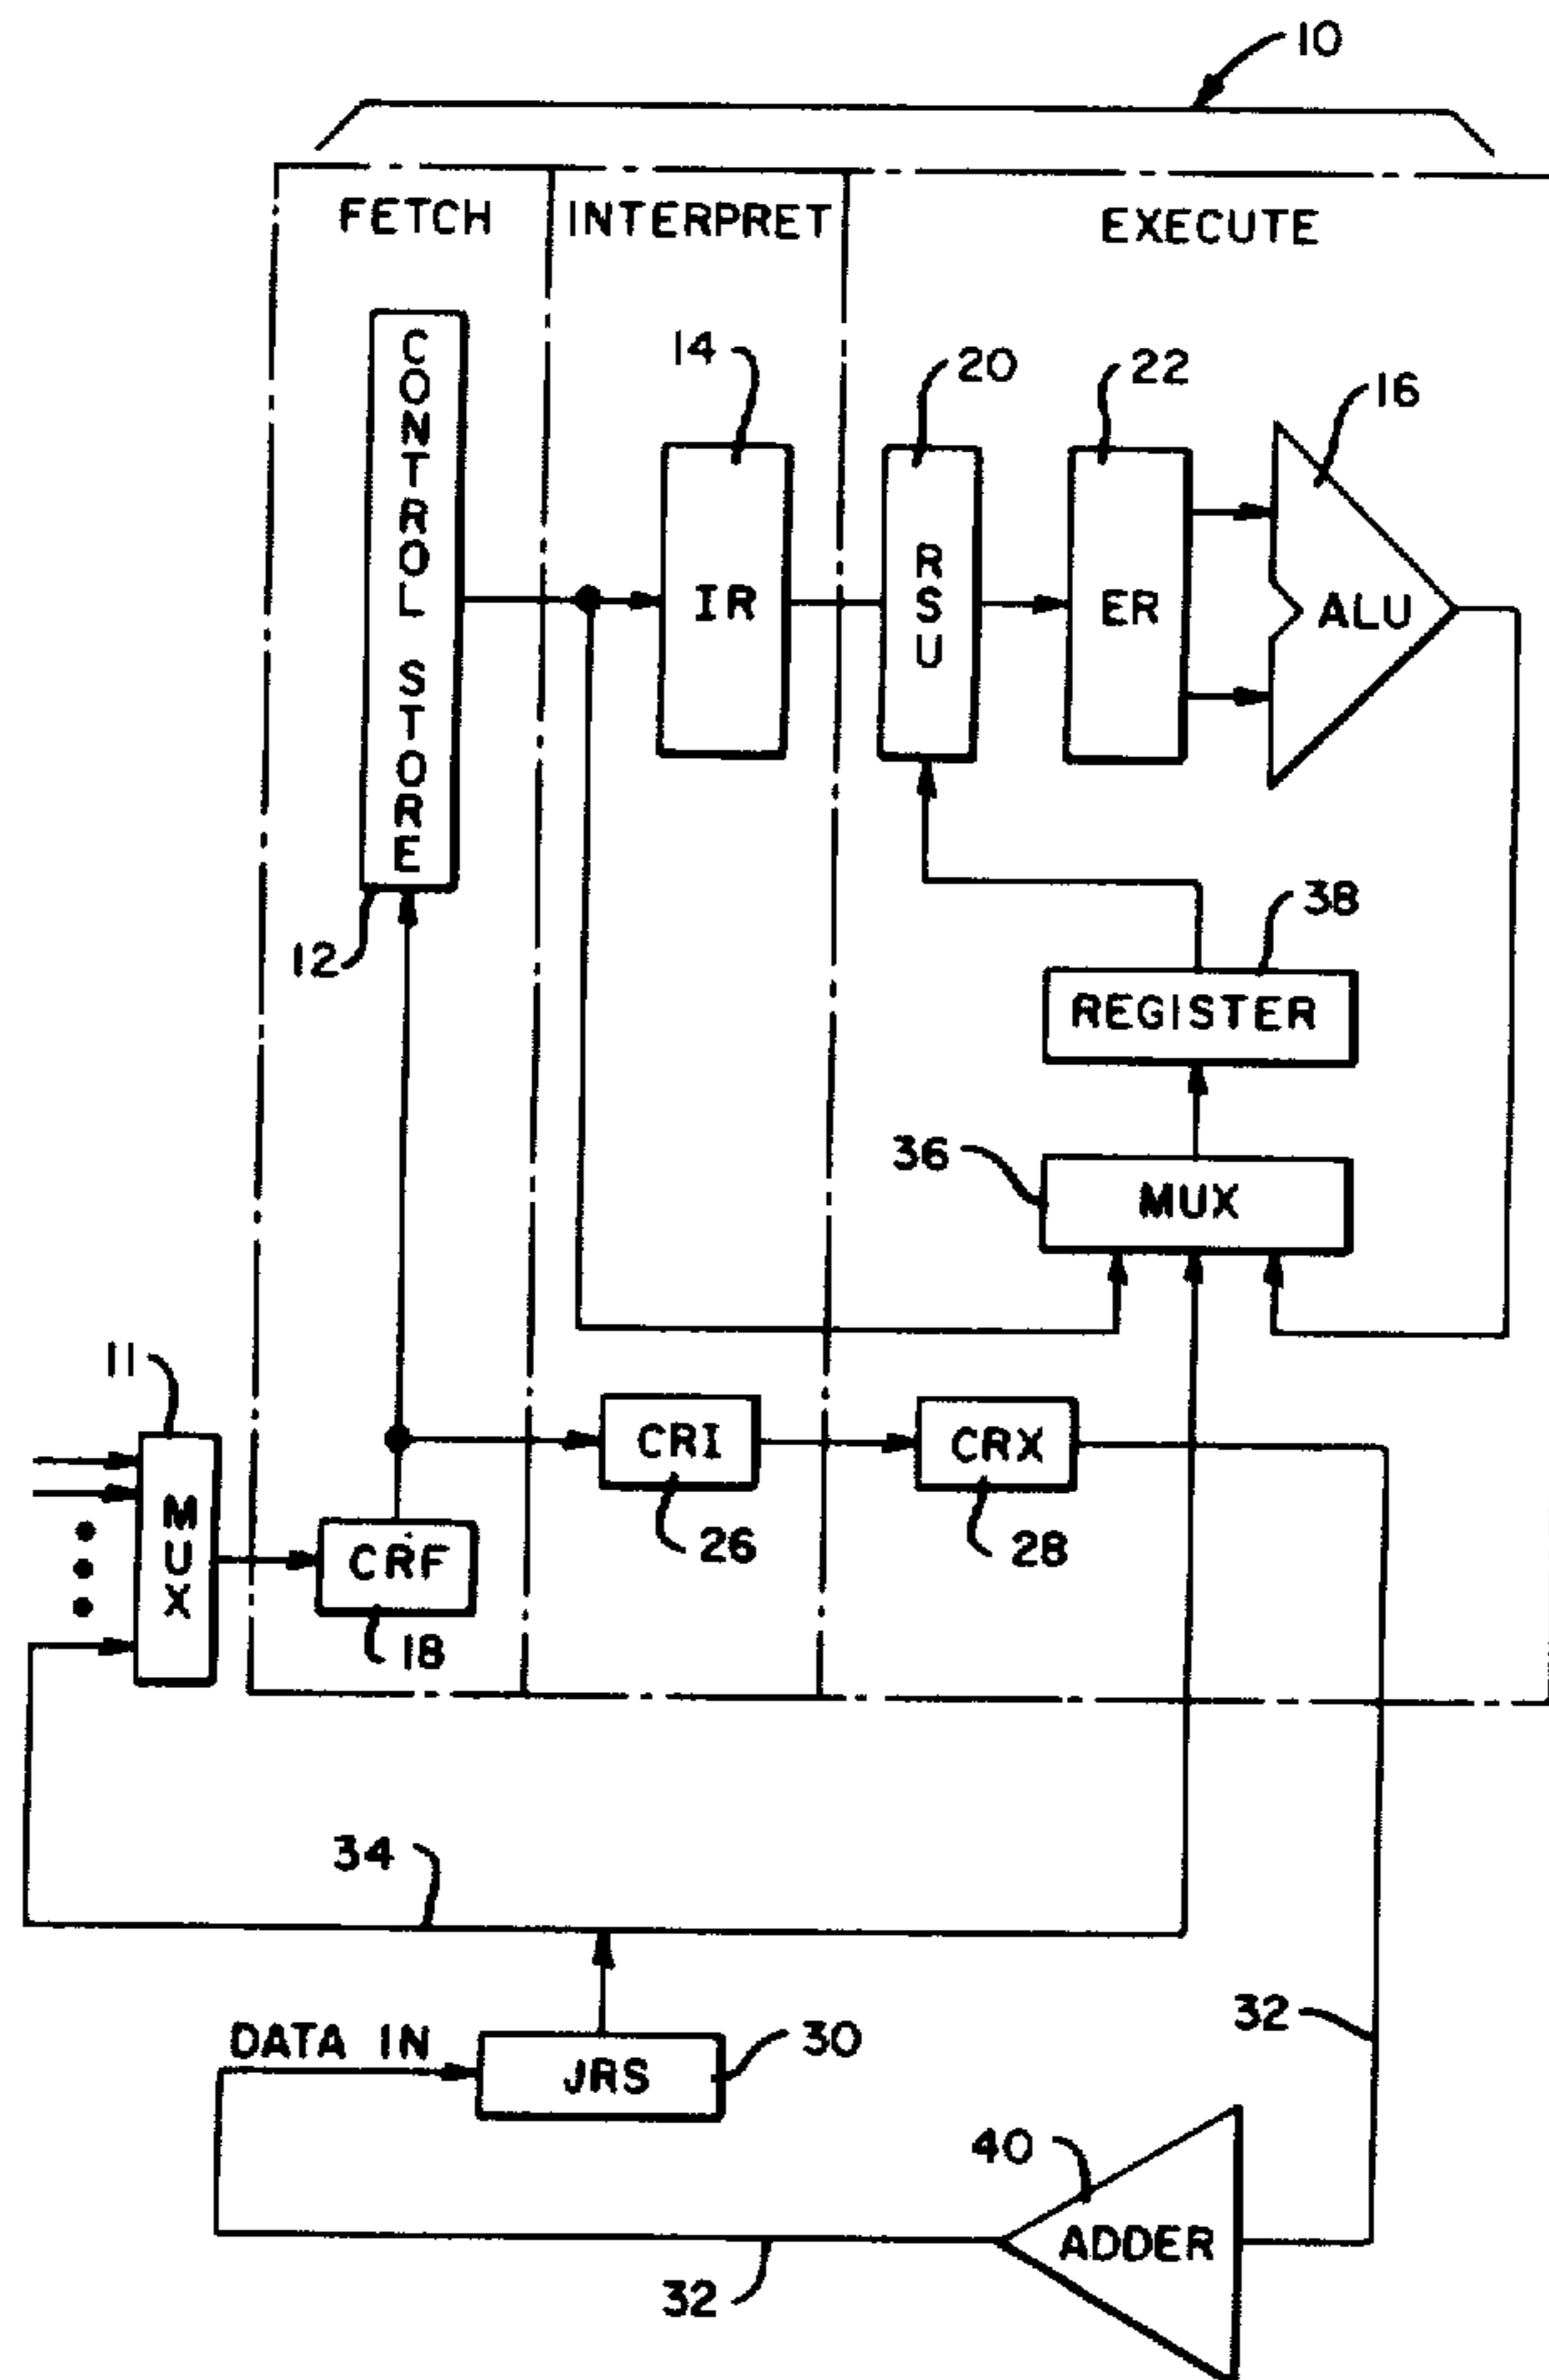 10
FETCH
INTERPRET
EXECUTE
CONTROL STORE
14
20
22
16
IR
RSU
ER
ALU
12
38
REGISTER
36
MUX
11
MUX
CRI
CRX
26
28
CRF
18
34
32
DATA IN
JRS
30
40
ADDER
32